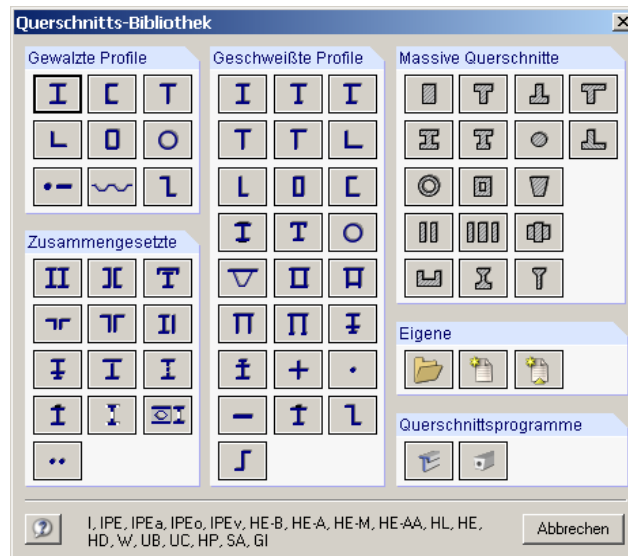 Querschnitts-Bibliothek
Gewalzte Profile
Geschweißte Profile
Massive Querschnitte
Zusammengesetzte
Eigene
Querschnittsprogramme
I, IPE, IPEa, IPEo, IPEv, HE-B, HE-A, HE-M, HE-AA, HL, HE,
HD, W, UB, UC, HP, SA, GI
Abbrechen